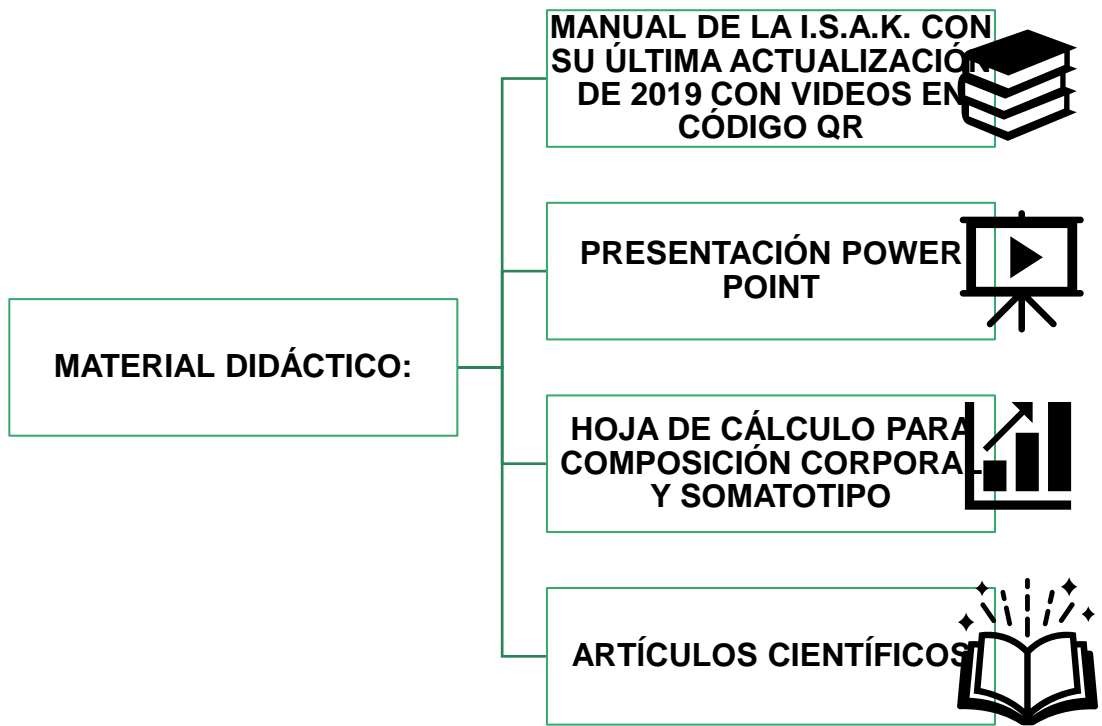 MANUAL DE LA I.S.A.K. CON
SU ÚLTIMA ACTUALIZACIÓN
DE 2019 CON VIDEOS EN
CÓDIGO QR
PRESENTACIÓN POWER
POINT
MATERIAL DIDÁCTICO:
HOJA DE CÁLCULO PARA
COMPOSICIÓN CORPORAL
Y SOMATOTIPO
ARTÍCULOS CIENTÍFICOS